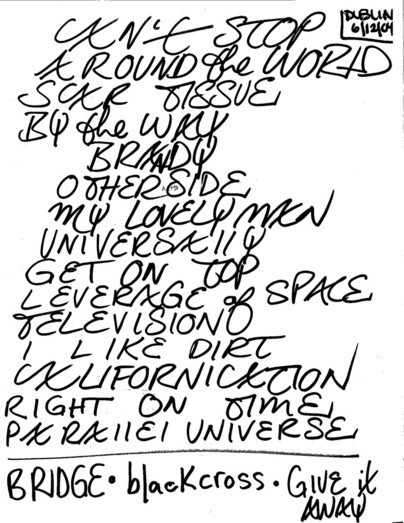 DUBLIN
6/12/04
CAN'T STOP
AROUND the WORLD
SCAR TISSUE
BY the WAY
BRANDY
OTHERSIDE
MY LOVELY MAN
UNIVERSAllY
GET ON TOP
LEVERAGE of SPACE
TELEVISION
I LIKE DIRT
CALIFORNICATION
RIGHT ON TIME
PARAllEl UNIVERSE
BRIDGE • blacKcross • GIVE it
AWAY